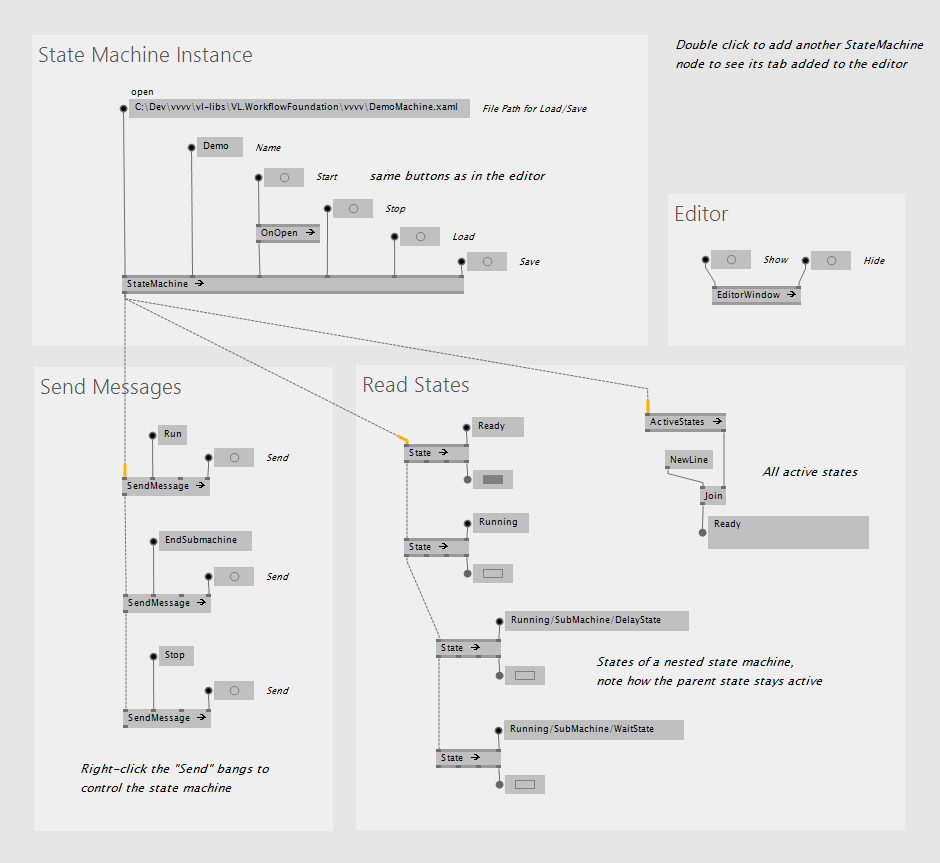 State Machine Instance
Double click to add another StateMachine
node to see its tab added to the editor
open
C:\Dev\vvvv\vl-libs\VL.WorkflowFoundation\vvvv\DemoMachine.xaml
File Path for Load/Save
Demo
Name
Start
same buttons as in the editor
Stop
OnOpen
Load
Save
StateMachine
Editor
Show
Hide
EditorWindow
Send Messages
Run
Send
SendMessage
EndSubmachine
Send
SendMessage
Stop
Send
SendMessage
Right-click the "Send" bangs to
control the state machine
Read States
Ready
State
Running
State
Running/SubMachine/DelayState
State
States of a nested state machine,
note how the parent state stays active
Running/SubMachine/WaitState
State
ActiveStates
NewLine
All active states
Join
Ready